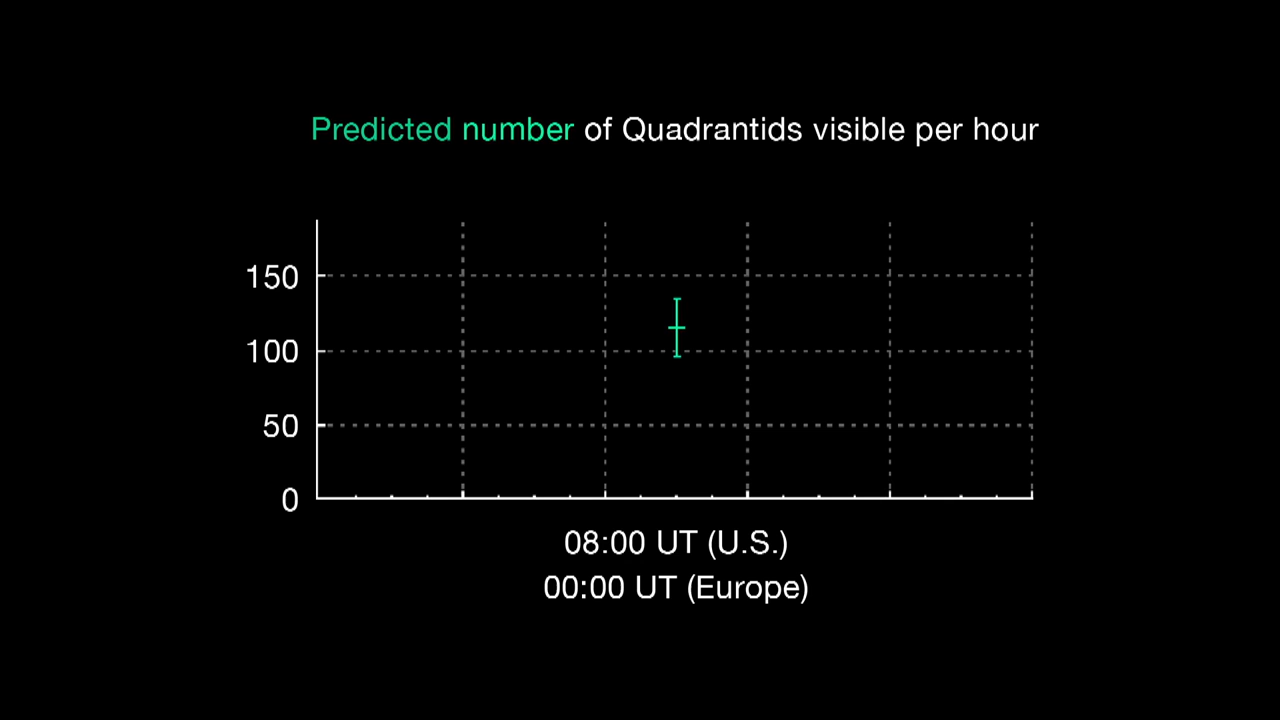 Predicted number of Quadrantids visible per hour
150
100
50
0
08:00 UT (U.S.)
00:00 UT (Europe)